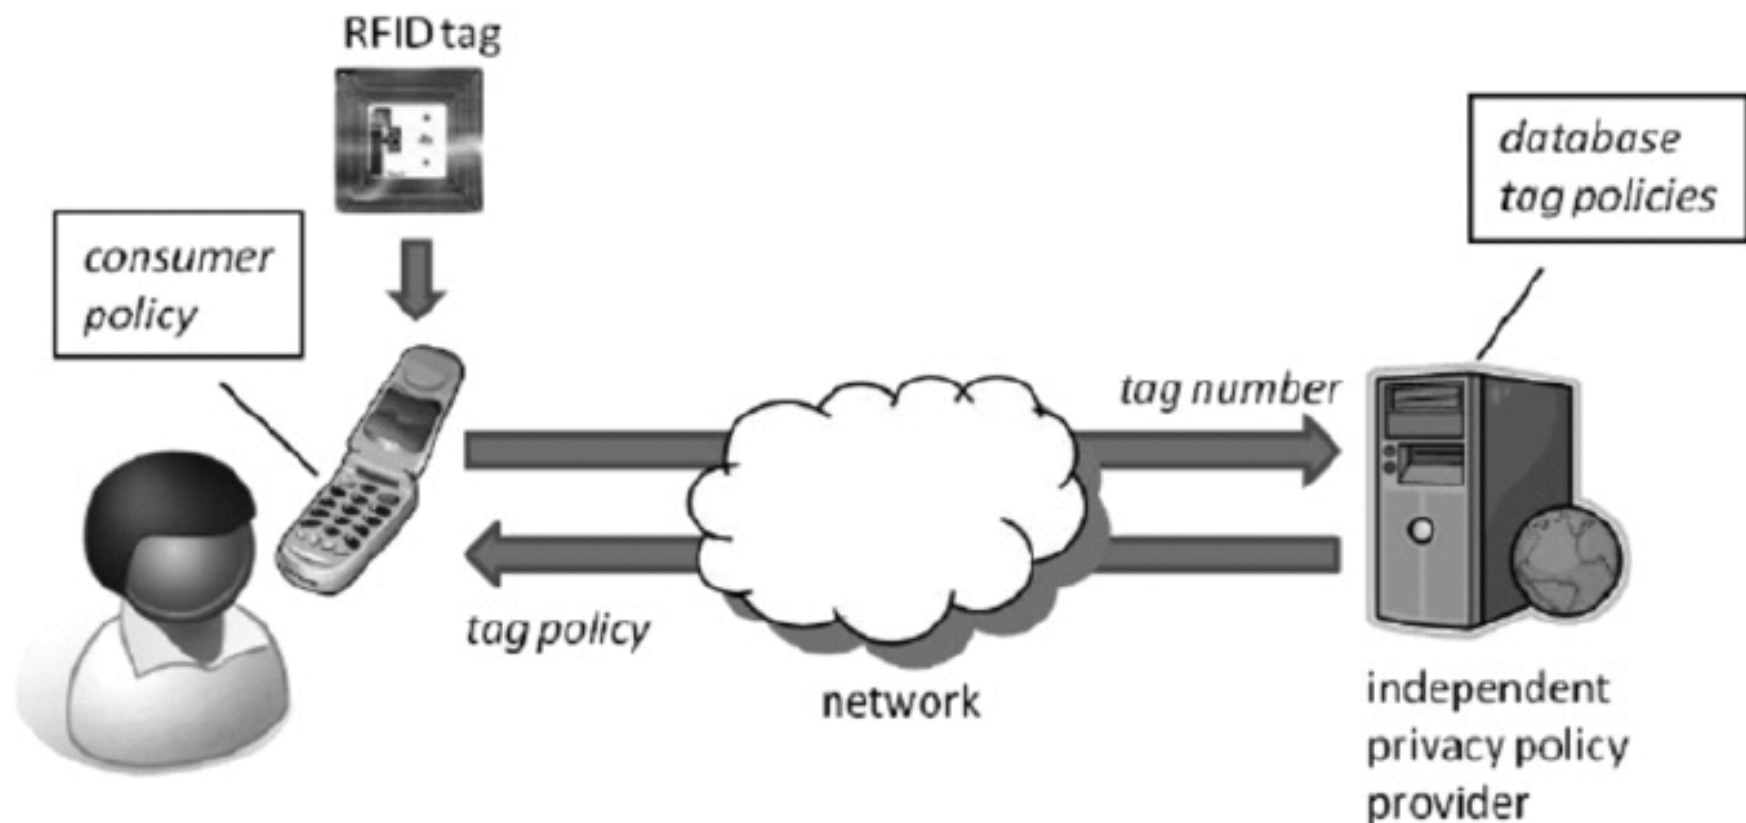 RFID tag
consumer
policy
database
tag policies
tag number
tag policy
network
independent
privacy policy
provider